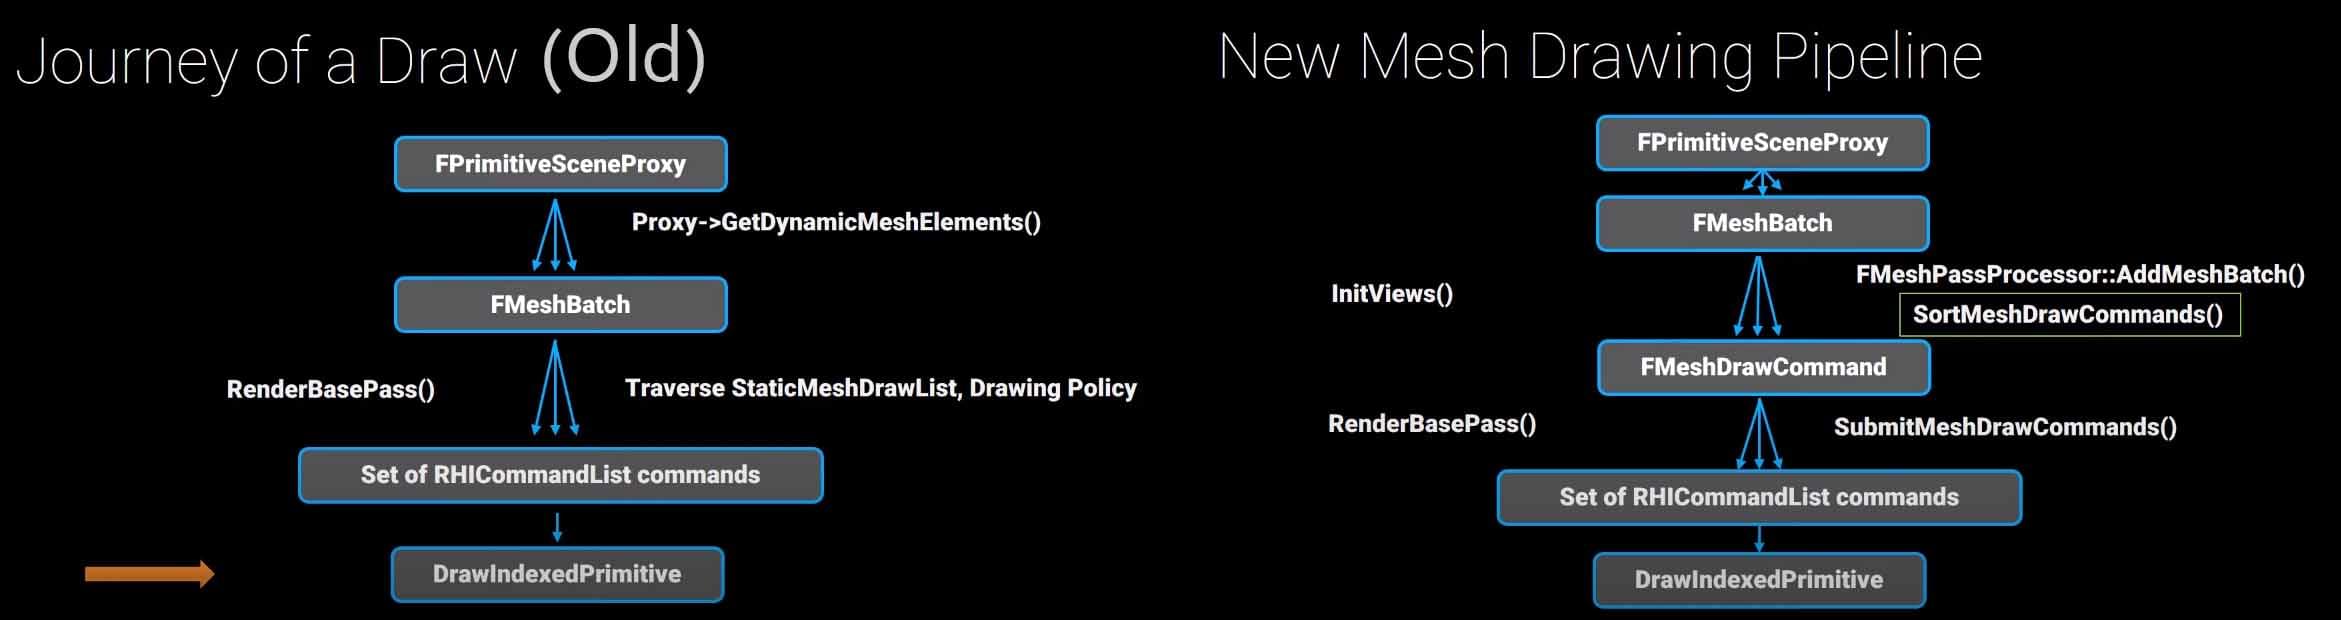 Journey of a Draw (Old)
FPrimitiveSceneProxy
Proxy->GetDynamicMeshElements()
FMeshBatch
RenderBasePass()
Traverse StaticMeshDrawList, Drawing Policy
Set of RHICommandList commands
DrawIndexedPrimitive
New Mesh Drawing Pipeline
FPrimitiveSceneProxy
FMeshBatch
InitViews()
FMeshPassProcessor::AddMeshBatch()
SortMeshDrawCommands()
FMeshDrawCommand
RenderBasePass()
SubmitMeshDrawCommands()
Set of RHICommandList commands
DrawIndexedPrimitive